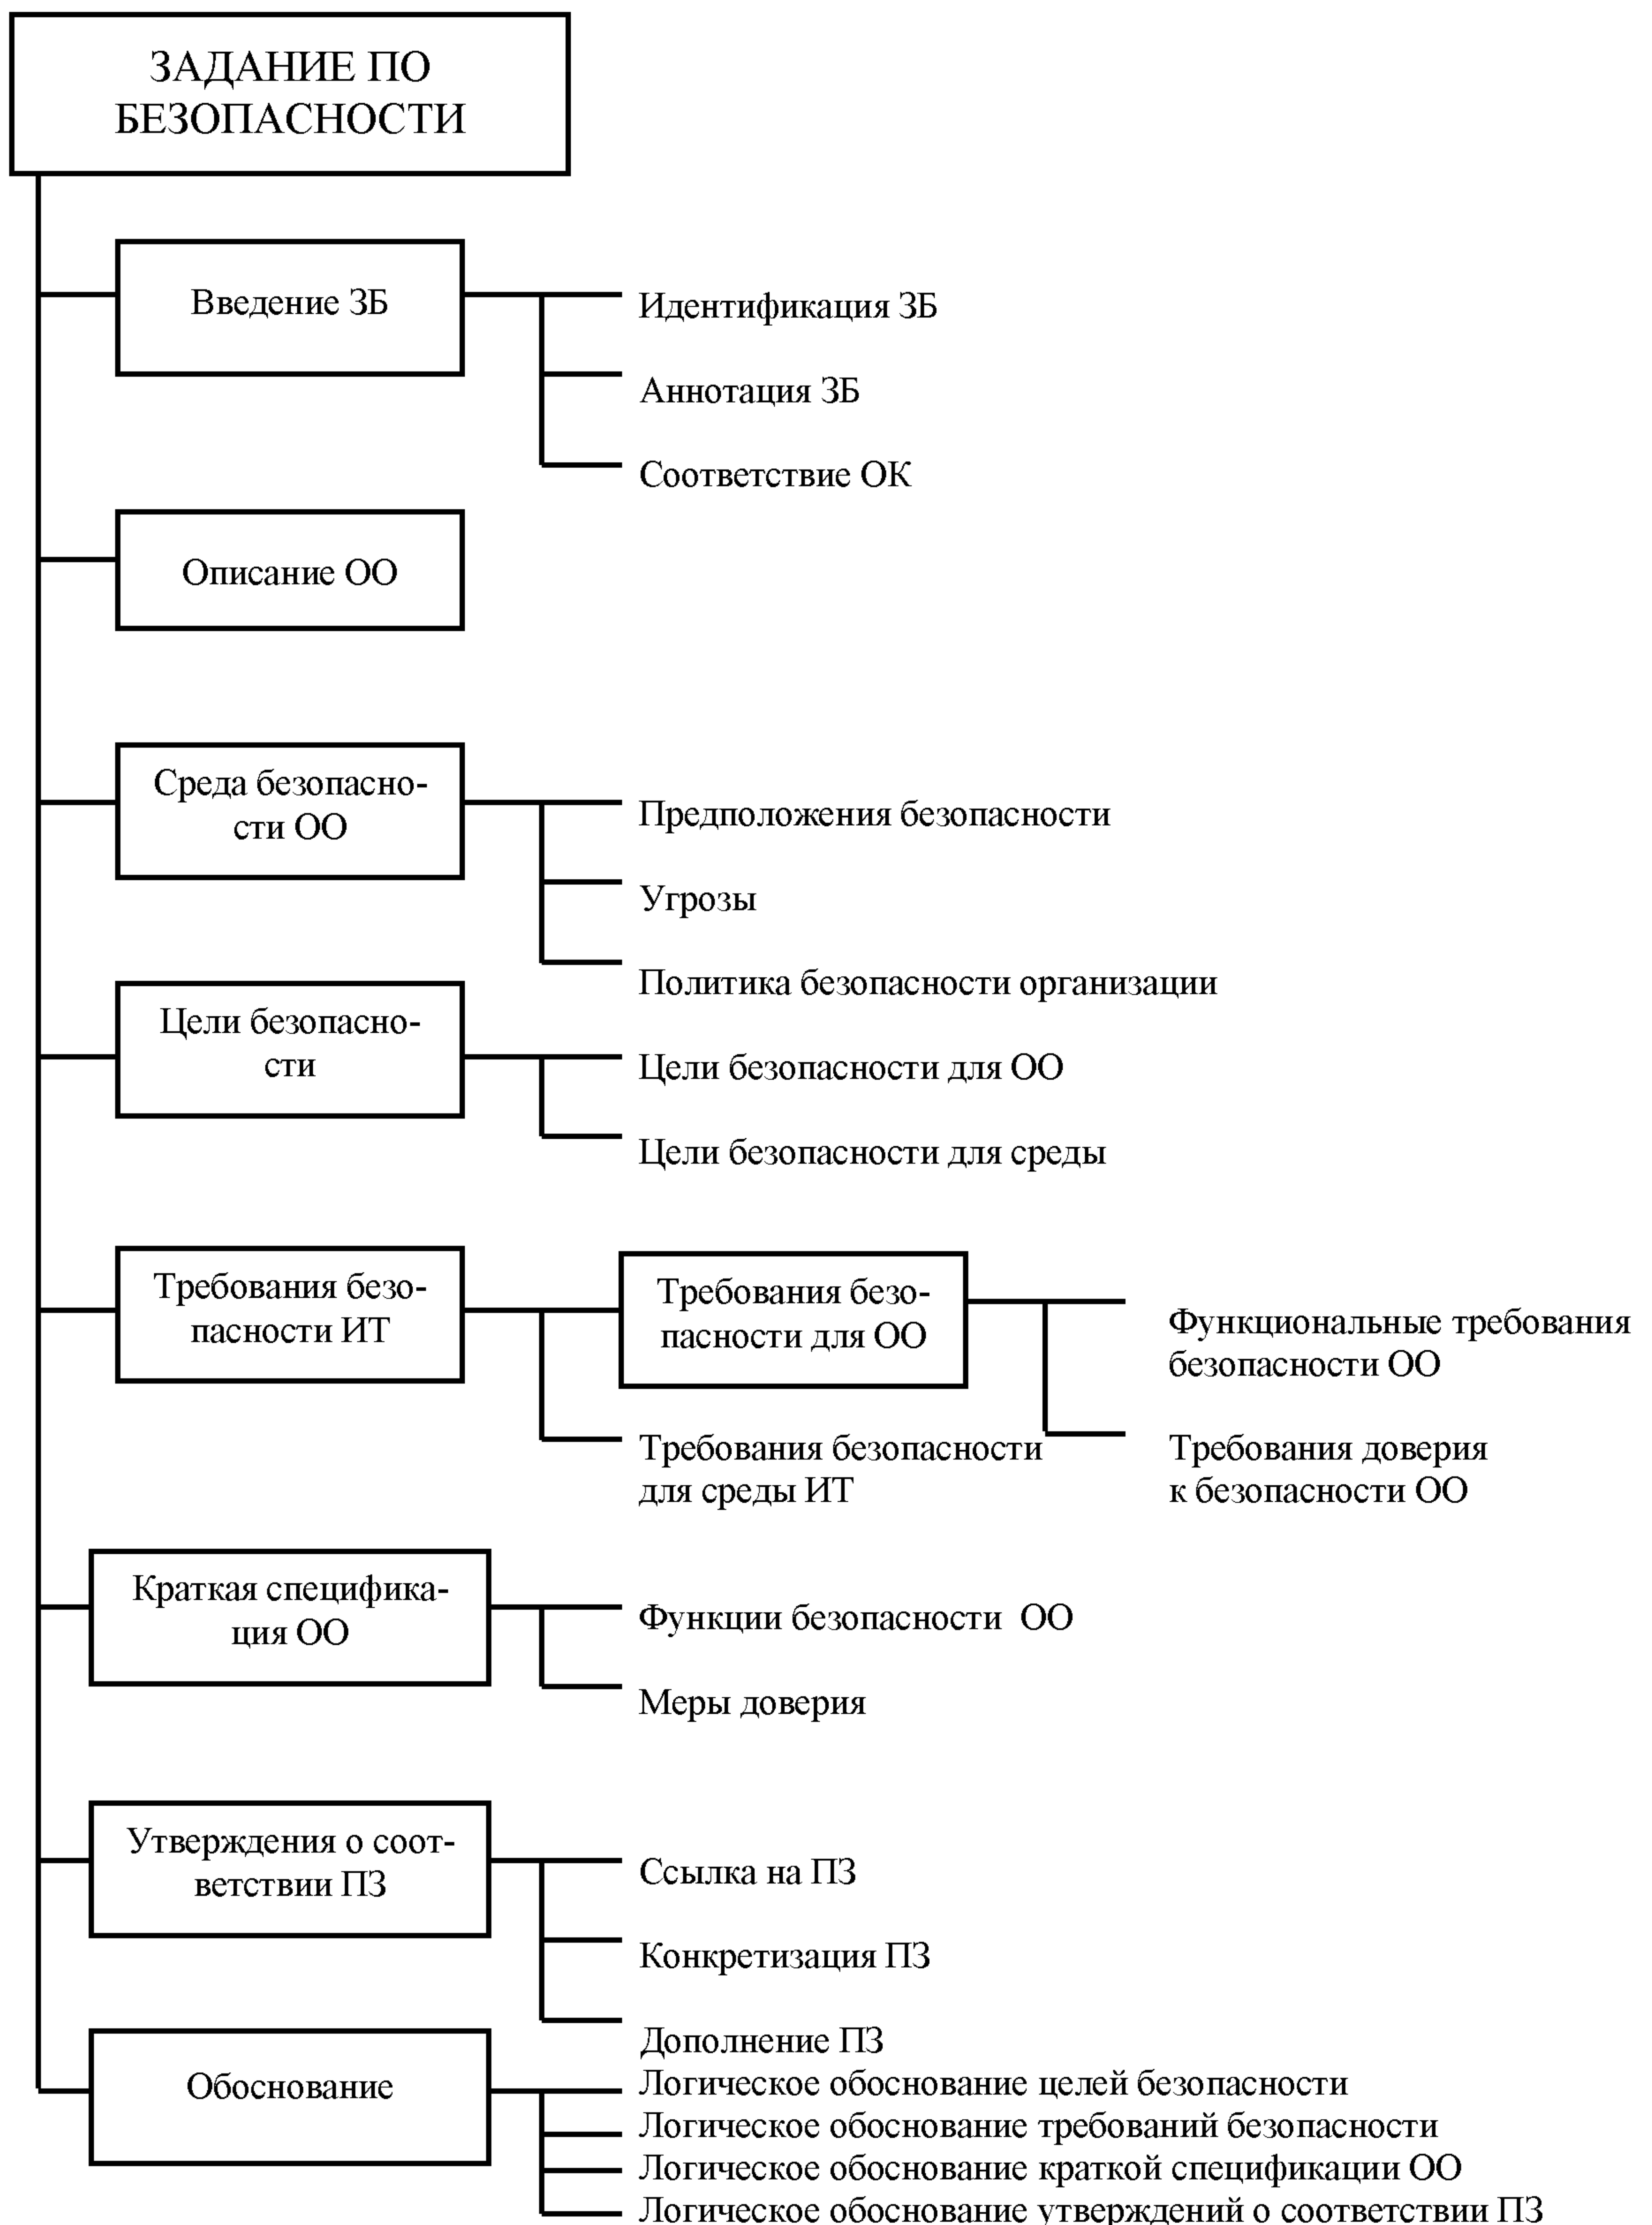 ЗАДАНИЕ ПО
БЕЗОПАСНОСТИ
Введение ЗБ
Идентификация ЗБ
Аннотация ЗБ
Соответствие ОК
Описание ОО
Среда безопасно-
сти ОО
Предположения безопасности
Угрозы
Политика безопасности организации
Цели безопасно-
сти
Цели безопасности для ОО
Цели безопасности для среды
Требования безо-
пасности ИТ
Требования безо-
пасности для ОО
Функциональные требования
безопасности ОО
Требования безопасности
для среды ИТ
Требования доверия
к безопасности ОО
Краткая специфика-
ция ОО
Функции безопасности  ОО
Меры доверия
Утверждения о соот-
ветствии ПЗ
Ссылка на ПЗ
Конкретизация ПЗ
Дополнение ПЗ
Обоснование
Логическое обоснование целей безопасности
Логическое обоснование требований безопасности
Логическое обоснование краткой спецификации ОО
Логическое обоснование утверждений о соответствии ПЗ